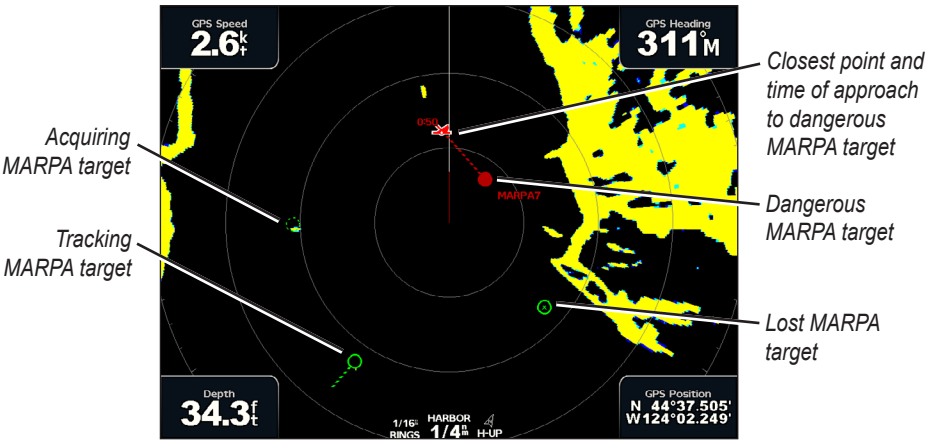 GPS Speed
2.6kt
GPS Heading
311°M
Closest point and
time of approach
to dangerous
MARPA target
0:50
Acquiring
MARPA target
MARPA7
Dangerous
MARPA target
Tracking
MARPA target
Lost MARPA
target
Depth
34.3ft
1/16nm
RINGS
HARBOR
1/4nm
H-UP
GPS Position
N 44°37.505'
W124°02.249'